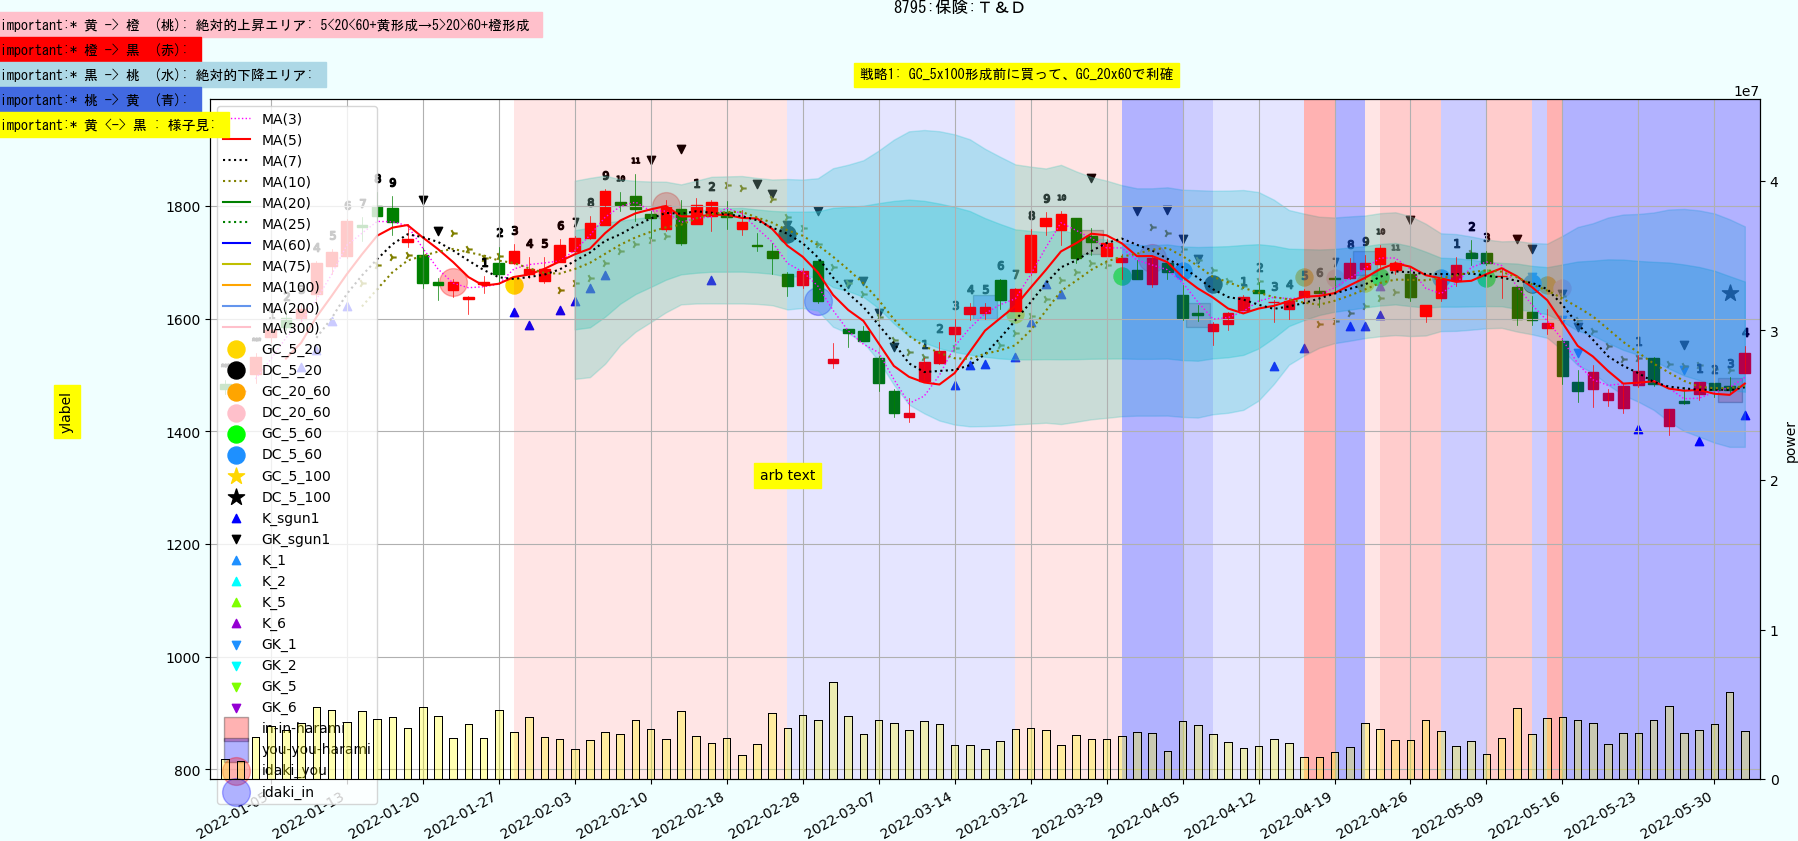 8795:保険:T&D
important:* 黄 -> 橙 (桃): 絶対的上昇エリア: 5<20<60+黄形成→5>20>60+橙形成
important:* 橙 -> 黒 (赤):
important:* 黒 -> 桃 (水): 絶対的下降エリア:
important:* 桃 -> 黄 (青):
important:* 黄 <-> 黒 : 様子見:
戦略1: GC_5x100形成前に買って、GC_20x60で利確
1e7
MA(3)
MA(5)
MA(7)
MA(10)
MA(20)
MA(25)
MA(60)
MA(75)
MA(100)
MA(200)
MA(300)
GC_5_20
DC_5_20
GC_20_60
DC_20_60
GC_5_60
DC_5_60
GC_5_100
DC_5_100
K_sgun1
GK_sgun1
K_1
K_2
K_5
K_6
GK_1
GK_2
GK_5
GK_6
in-in-harami
you-you-harami
idaki_you
idaki_in
ylabel
arb text
power
1800
1600
1400
1200
1000
800
4
3
2
1
0
2022-01-13
2022-01-20
2022-01-27
2022-02-03
2022-02-10
2022-02-18
2022-02-28
2022-03-07
2022-03-14
2022-03-22
2022-03-29
2022-04-05
2022-04-12
2022-04-19
2022-04-26
2022-05-09
2022-05-16
2022-05-23
2022-05-30